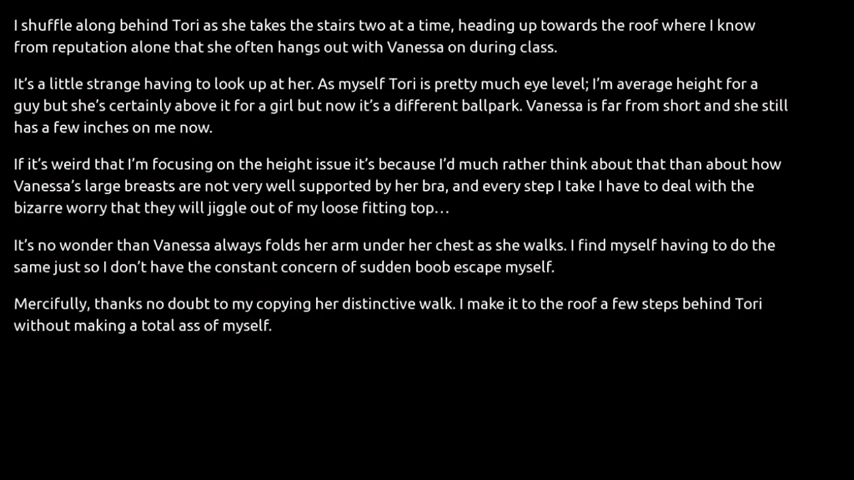 I shuffle along behind Tori as she takes the stairs two at a time, heading up towards the roof where I know
from reputation alone that she often hangs out with Vanessa on during class.
It's a little strange having to look up at her. As myself Tori is pretty much eye level; I'm average height for a
guy but she's certainly above it for a girl but now it's a different ballpark. Vanessa is far from short and she still
has a few inches on me now.
If it's weird that I'm focusing on the height issue it's because I'd much rather think about that than about how
Vanessa's large breasts are not very well supported by her bra, and every step I take I have to deal with the
bizarre worry that they will jiggle out of my loose fitting top…
It's no wonder than Vanessa always folds her arm under her chest as she walks. I find myself having to do the
same just so I don't have the constant concern of sudden boob escape myself.
Mercifully, thanks no doubt to my copying her distinctive walk. I make it to the roof a few steps behind Tori
without making a total ass of myself.